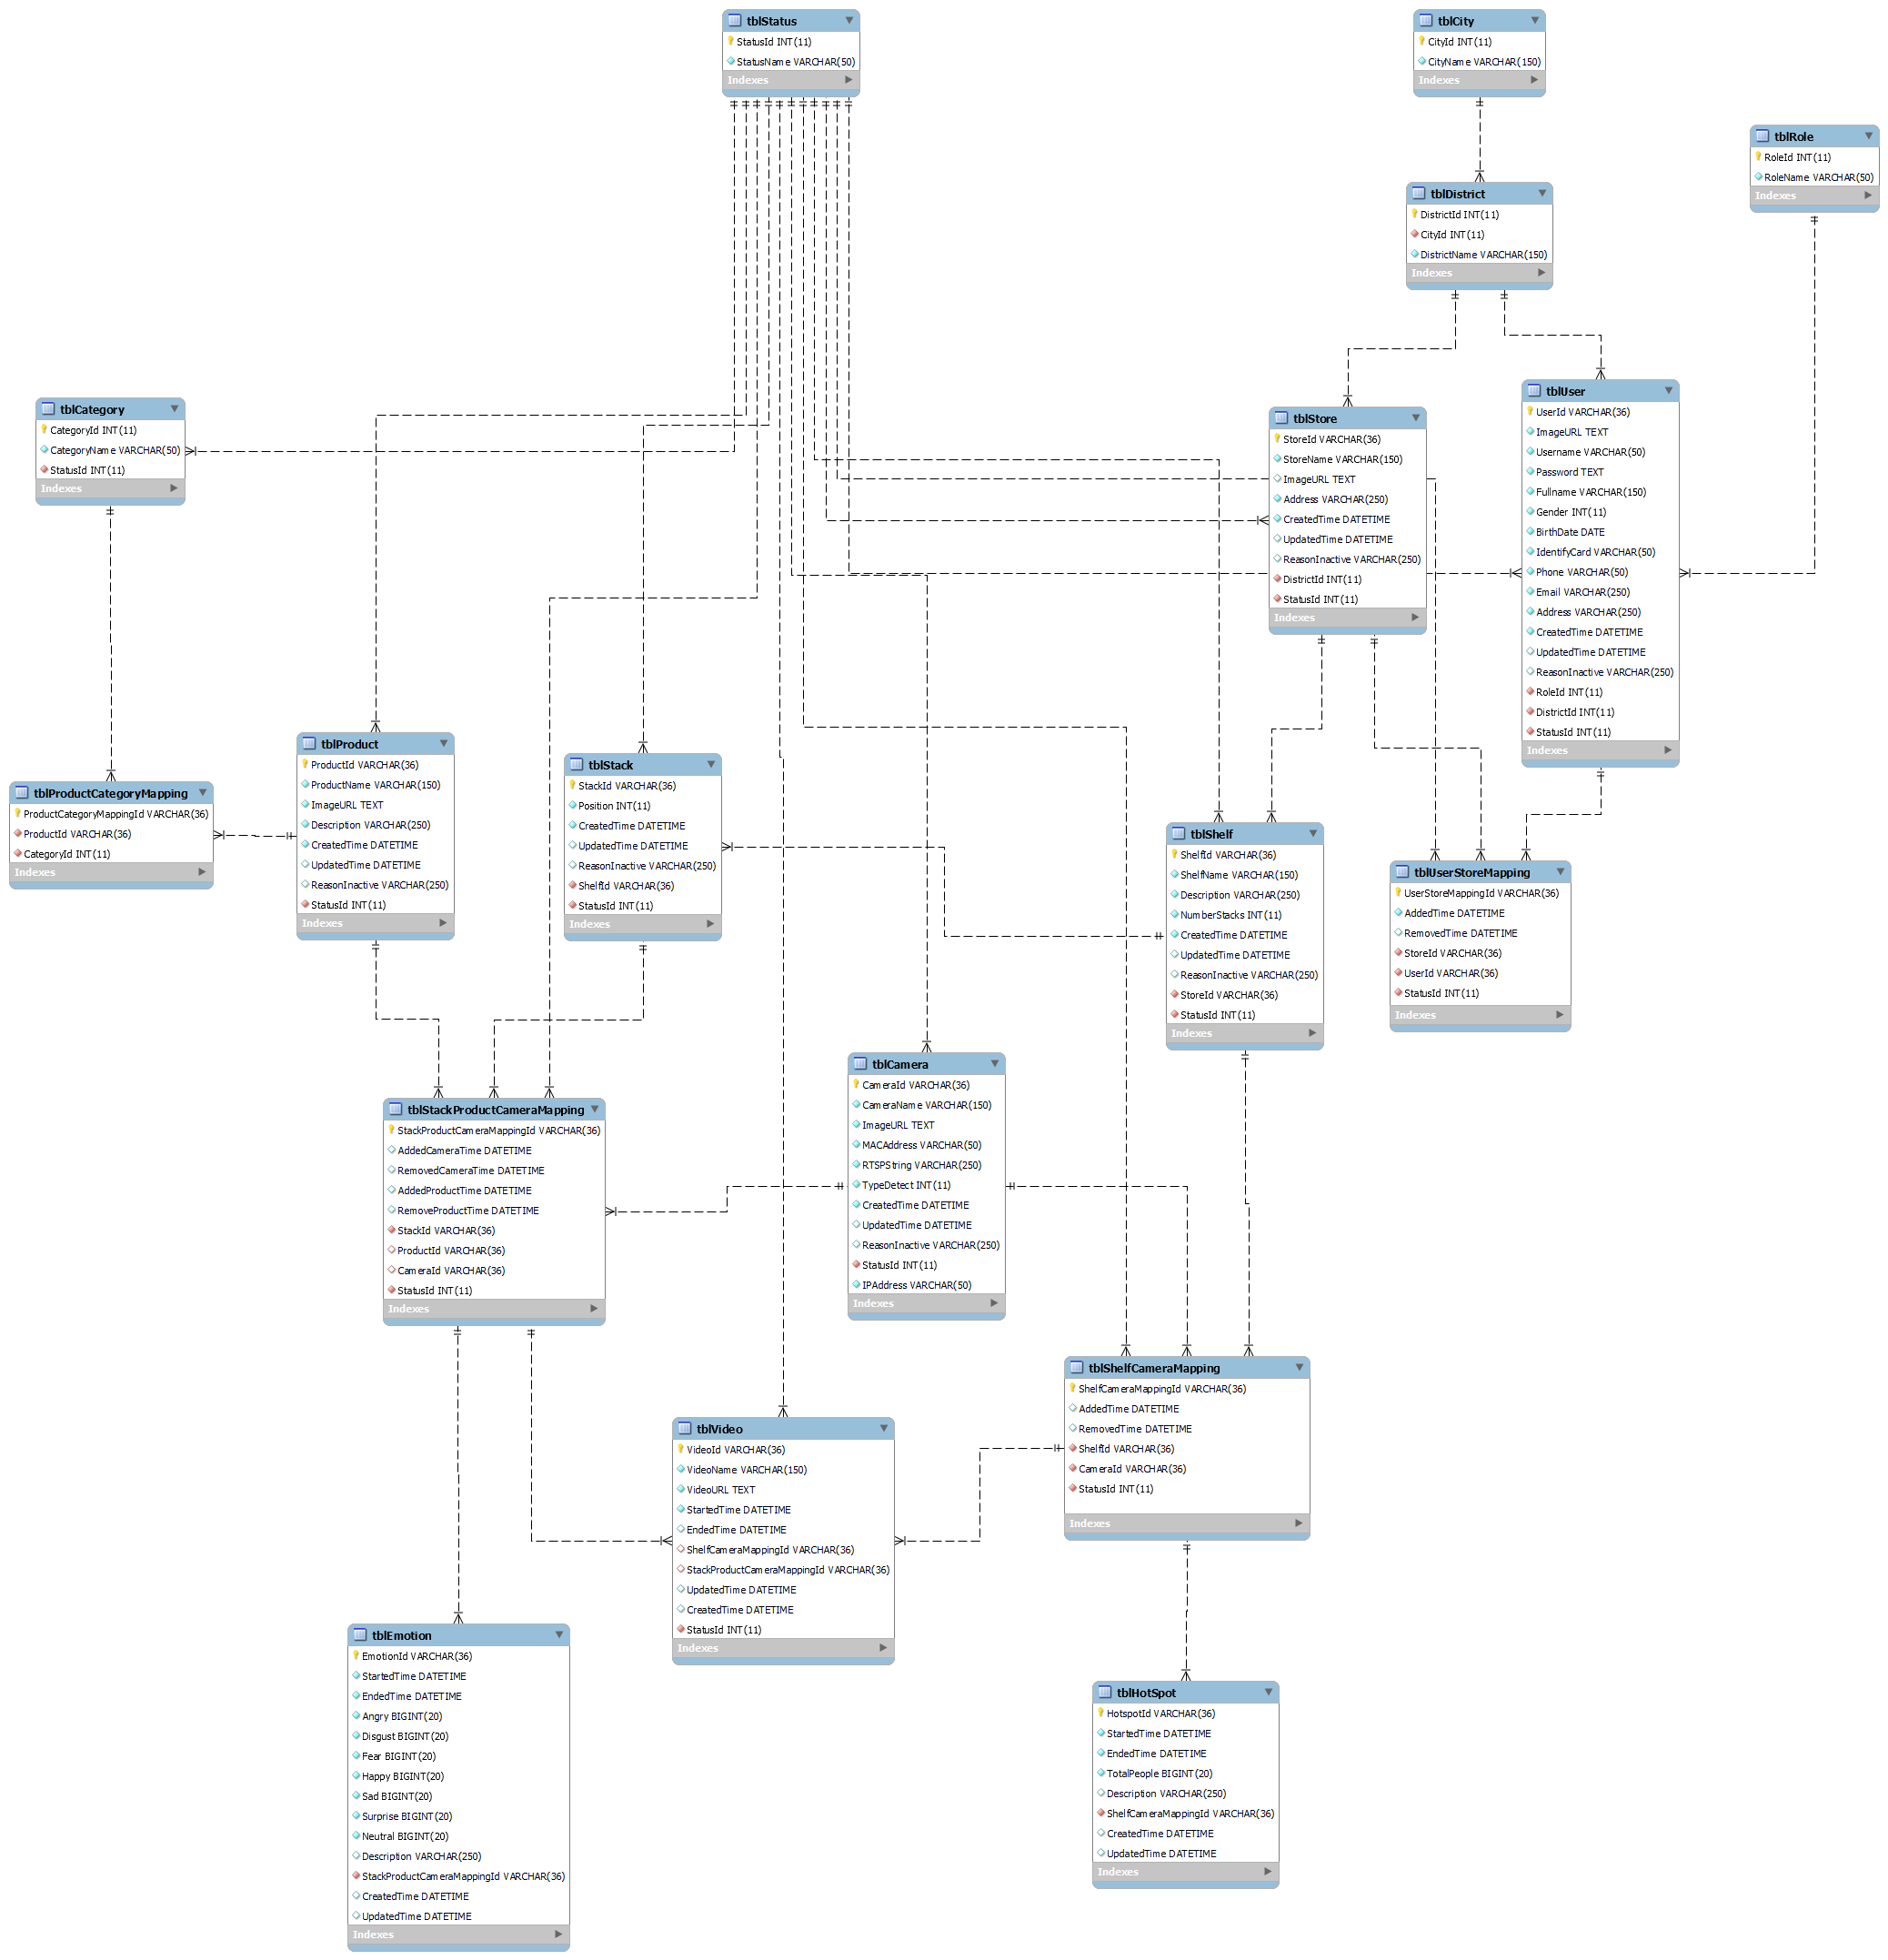 tblStatus
StatusId INT(11)
StatusName VARCHAR(50)
Indexes
tblCity
CityId INT(11)
CityName VARCHAR(150)
Indexes
tblRole
RoleId INT(11)
RoleName VARCHAR(50)
Indexes
tblDistrict
DistrictId INT(11)
CityId INT(11)
DistrictName VARCHAR(150)
Indexes
tblCategory
CategoryId INT(11)
CategoryName VARCHAR(50)
StatusId INT(11)
Indexes
tblStore
StoreId VARCHAR(36)
StoreName VARCHAR(150)
ImageURL TEXT
Address VARCHAR(250)
CreatedTime DATETIME
UpdatedTime DATETIME
ReasonInactive VARCHAR(250)
DistrictId INT(11)
StatusId INT(11)
Indexes
tblUser
UserId VARCHAR(36)
ImageURL TEXT
Username VARCHAR(50)
Password TEXT
Fullname VARCHAR(150)
Gender INT(11)
BirthDate DATE
IdentifyCard VARCHAR(50)
Phone VARCHAR(50)
Email VARCHAR(250)
Address VARCHAR(250)
CreatedTime DATETIME
UpdatedTime DATETIME
ReasonInactive VARCHAR(250)
RoleId INT(11)
DistrictId INT(11)
StatusId INT(11)
Indexes
tblProductCategoryMapping
ProductCategoryMappingId VARCHAR(36)
ProductId VARCHAR(36)
CategoryId INT(11)
Indexes
tblProduct
ProductId VARCHAR(36)
ProductName VARCHAR(150)
ImageURL TEXT
Description VARCHAR(250)
CreatedTime DATETIME
UpdatedTime DATETIME
ReasonInactive VARCHAR(250)
StatusId INT(11)
Indexes
tblStack
StackId VARCHAR(36)
Position INT(11)
CreatedTime DATETIME
UpdatedTime DATETIME
ReasonInactive VARCHAR(250)
ShelfId VARCHAR(36)
StatusId INT(11)
Indexes
tblShelf
ShelfId VARCHAR(36)
ShelfName VARCHAR(150)
Description VARCHAR(250)
NumberStacks INT(11)
CreatedTime DATETIME
UpdatedTime DATETIME
ReasonInactive VARCHAR(250)
StoreId VARCHAR(36)
StatusId INT(11)
Indexes
tblUserStoreMapping
UserStoreMappingId VARCHAR(36)
AddedTime DATETIME
RemovedTime DATETIME
StoreId VARCHAR(36)
UserId VARCHAR(36)
StatusId INT(11)
Indexes
tblStackProductCameraMapping
StackProductCameraMappingId VARCHAR(36)
AddedCameraTime DATETIME
RemovedCameraTime DATETIME
AddedProductTime DATETIME
RemoveProductTime DATETIME
StackId VARCHAR(36)
ProductId VARCHAR(36)
CameraId VARCHAR(36)
StatusId INT(11)
Indexes
tblCamera
CameraId VARCHAR(36)
CameraName VARCHAR(150)
ImageURL TEXT
MACAddress VARCHAR(50)
RTSPString VARCHAR(250)
TypeDetect INT(11)
CreatedTime DATETIME
UpdatedTime DATETIME
ReasonInactive VARCHAR(250)
StatusId INT(11)
IPAddress VARCHAR(50)
Indexes
tblShelfCameraMapping
ShelfCameraMappingId VARCHAR(36)
AddedTime DATETIME
RemovedTime DATETIME
ShelfId VARCHAR(36)
CameraId VARCHAR(36)
StatusId INT(11)
Indexes
tblVideo
VideoId VARCHAR(36)
VideoName VARCHAR(150)
VideoURL TEXT
StartedTime DATETIME
EndedTime DATETIME
ShelfCameraMappingId VARCHAR(36)
StackProductCameraMappingId VARCHAR(36)
UpdatedTime DATETIME
CreatedTime DATETIME
StatusId INT(11)
Indexes
tblEmotion
EmotionId VARCHAR(36)
StartedTime DATETIME
EndedTime DATETIME
Angry BIGINT(20)
Disgust BIGINT(20)
Fear BIGINT(20)
Happy BIGINT(20)
Sad BIGINT(20)
Surprise BIGINT(20)
Neutral BIGINT(20)
Description VARCHAR(250)
StackProductCameraMappingId VARCHAR(36)
CreatedTime DATETIME
UpdatedTime DATETIME
Indexes
tblHotSpot
HotspotId VARCHAR(36)
StartedTime DATETIME
EndedTime DATETIME
TotalPeople BIGINT(20)
Description VARCHAR(250)
ShelfCameraMappingId VARCHAR(36)
CreatedTime DATETIME
UpdatedTime DATETIME
Indexes